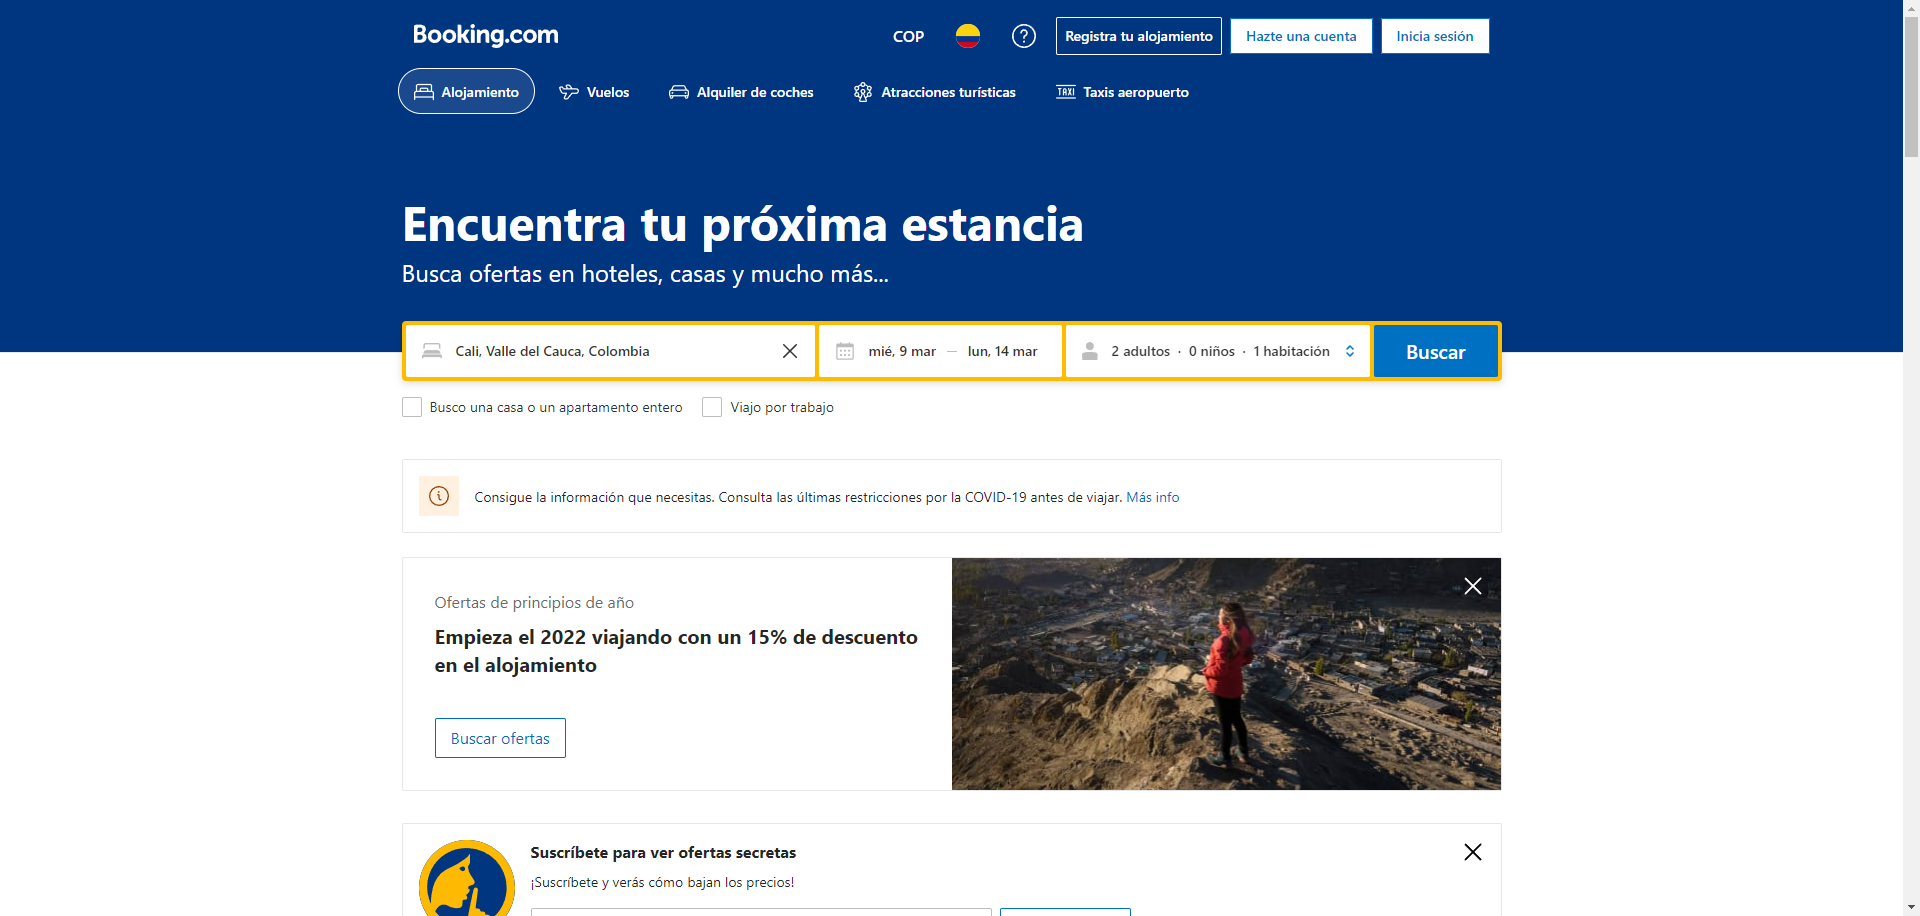 Booking.com
COP
Registra tu alojamiento
Hazte una cuenta
Inicia sesión
Alojamiento
Vuelos
Alquiler de coches
Atracciones turísticas
TAXI
Taxis aeropuerto
Encuentra tu próxima estancia
Busca ofertas en hoteles, casas y mucho más...
Cali, Valle del Cauca, Colombia
mié, 9 mar — lun, 14 mar
2 adultos · 0 niños · 1 habitación
Buscar
Busco una casa o un apartamento entero
Viajo por trabajo
Consigue la información que necesitas. Consulta las últimas restricciones por la COVID-19 antes de viajar. Más info
Ofertas de principios de año
Empieza el 2022 viajando con un 15% de descuento
en el alojamiento
Buscar ofertas
Suscríbete para ver ofertas secretas
¡Suscríbete y verás cómo bajan los precios!